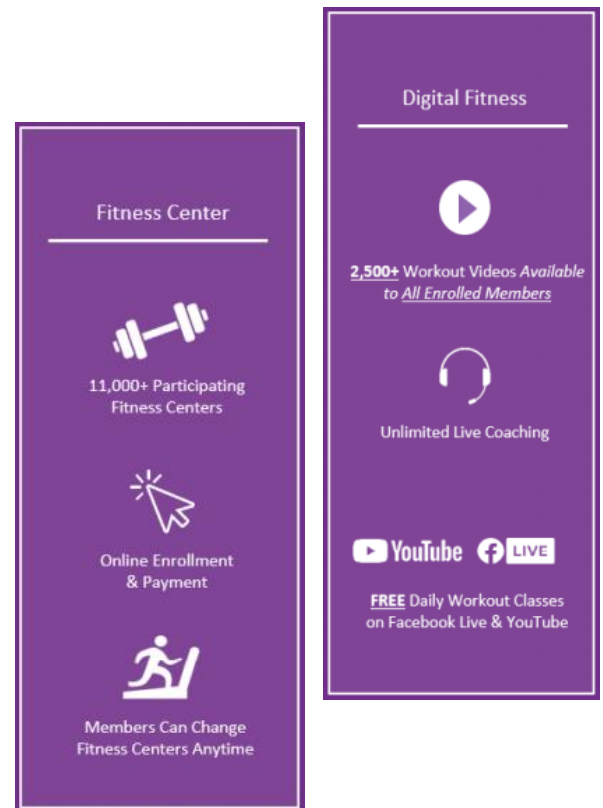 Fitness Center
11,000+ Participating
Fitness Centers
Online Enrollment
& Payment
Members Can Change
Fitness Centers Anytime
Digital Fitness
2,500+ Workout Videos Available
to All Enrolled Members
Unlimited Live Coaching
YouTube LIVE
FREE Daily Workout Classes
on Facebook Live & YouTube